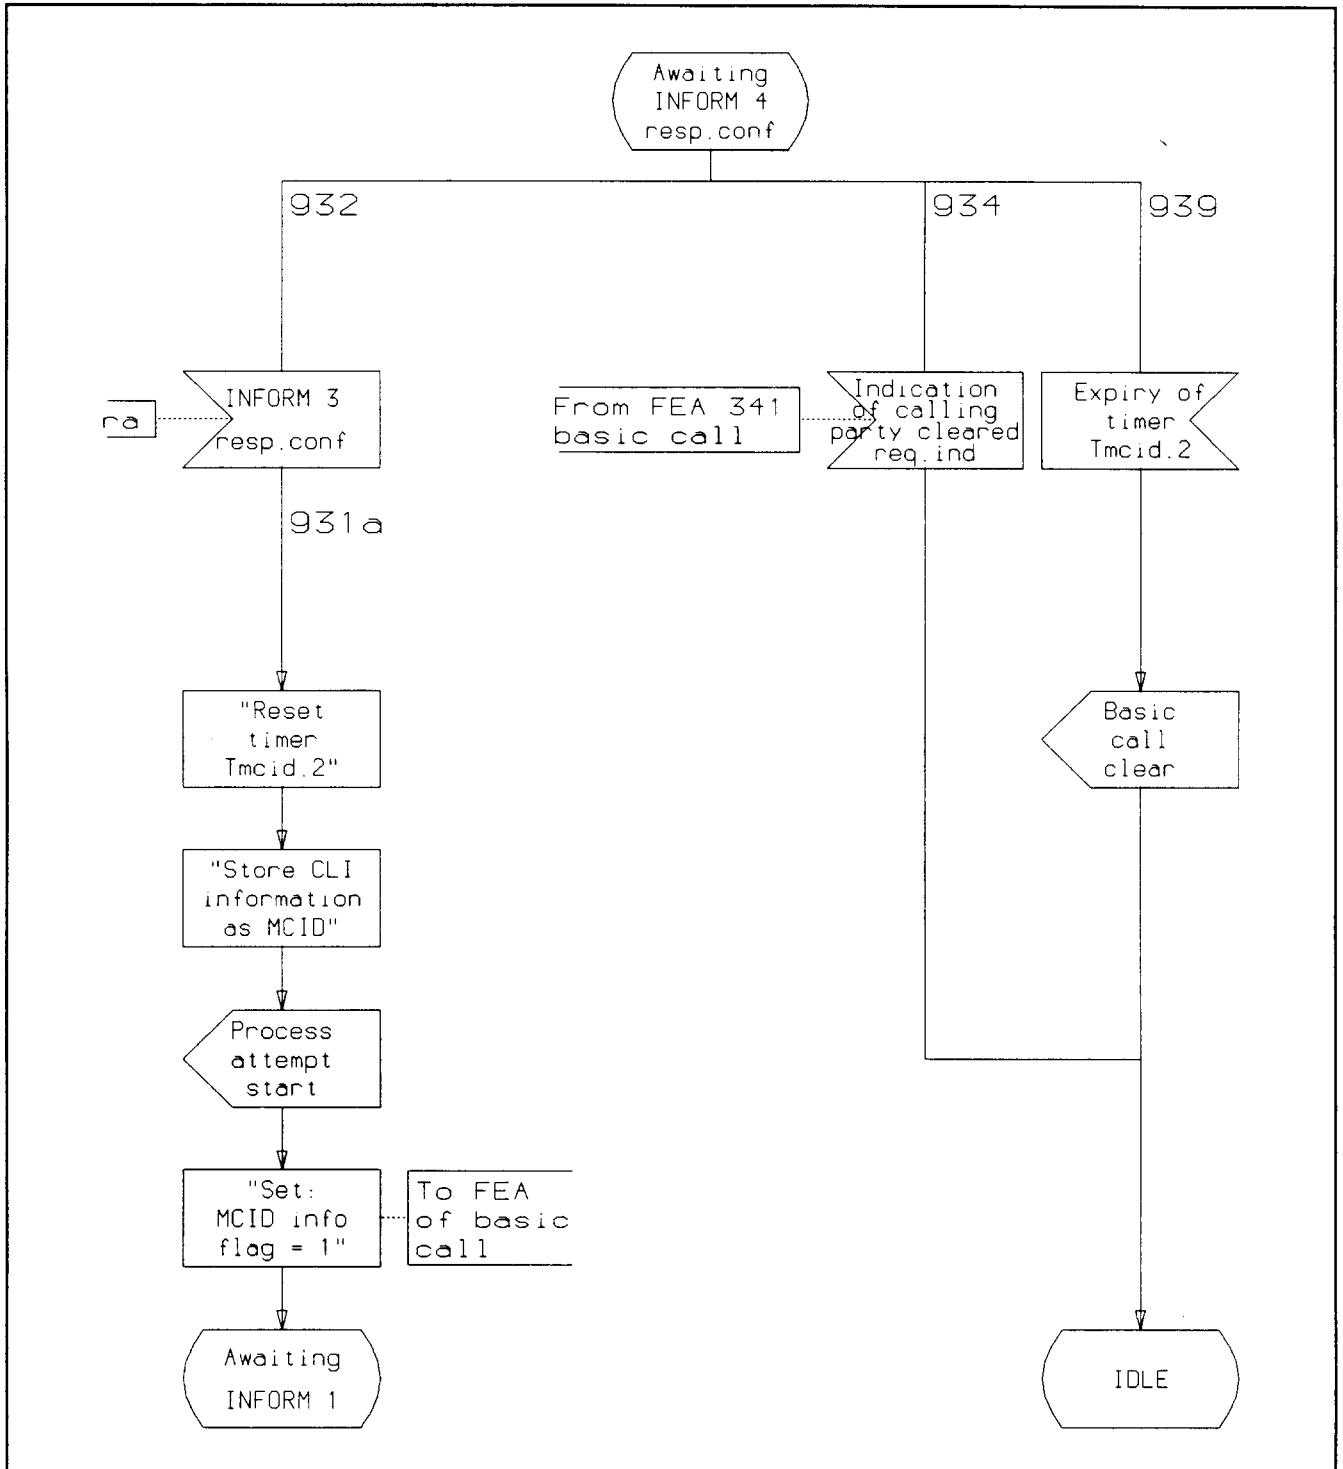 Awaiting
INFORM 4
resp.conf
932
934
939
ra
INFORM 3
resp.conf
From FEA 341
basic call
Indication
of calling
party cleared
req.ind
Expiry of
timer
Tmcid.2
931a
"Reset
timer
Tmcid.2"
Basic
call
clear
"Store CLI
information
as MCID"
Process
attempt
start
"Set:
MCID info
flag = 1"
To FEA
of basic
call
Awaiting
INFORM 1
IDLE